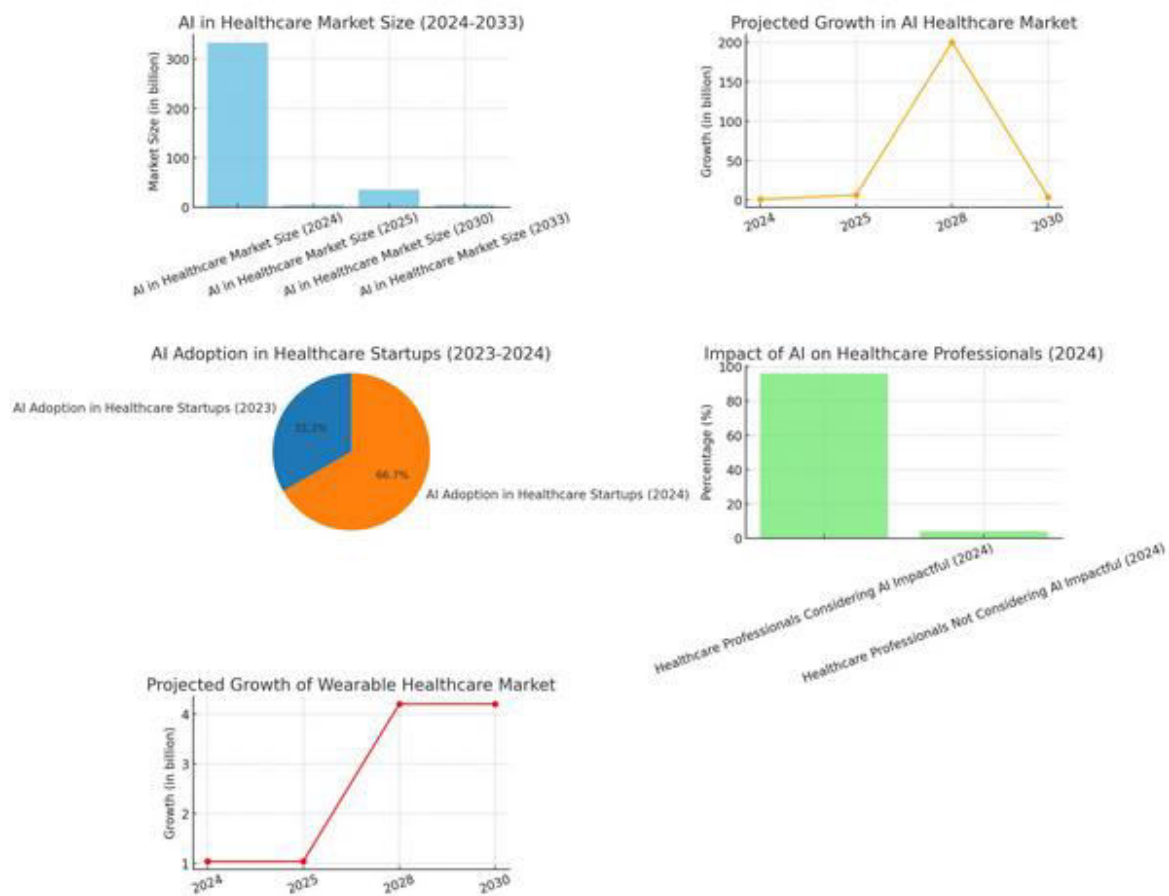 AI in Healthcare Market Size (2024-2033)
Market Size (in billion)
300
200
100
0
AI in Healthcare Market Size (2024)
AI in Healthcare Market Size (2025)
AI in Healthcare Market Size (2030)
AI in Healthcare Market Size (2033)
Projected Growth in AI Healthcare Market
Growth (in billion)
200
150
100
50
0
2024
2025
2028
2030
AI Adoption in Healthcare Startups (2023-2024)
AI Adoption in Healthcare Startups (2023)
66.7%
AI Adoption in Healthcare Startups (2024)
Impact of AI on Healthcare Professionals (2024)
Percentage (%)
100
80
60
40
20
0
Healthcare Professionals Considering AI Impactful (2024)
Healthcare Professionals Not Considering AI Impactful (2024)
Projected Growth of Wearable Healthcare Market
Growth (in billion)
4
3
2
1
2024
2025
2028
2030